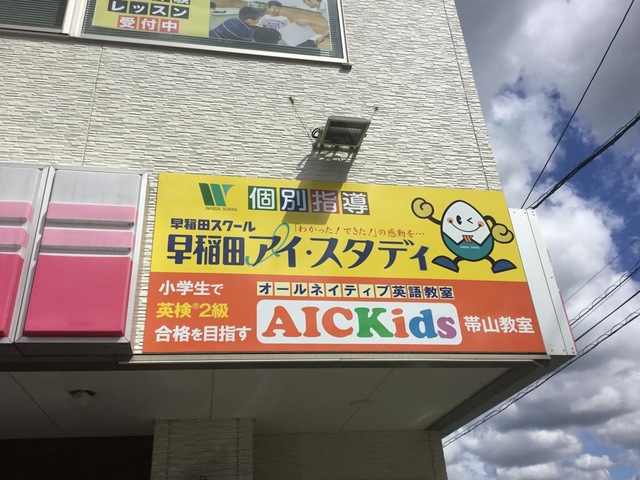 レッスン
受付中
WASEDA SCHOOL
個別指導
早稲田スクール
「わかった!できた!」の感動を…
早稲田アイ・スタディ
小学生で
英検®2級
合格を目指す
オールネイティブ英語教室
AICKids
帯山教室